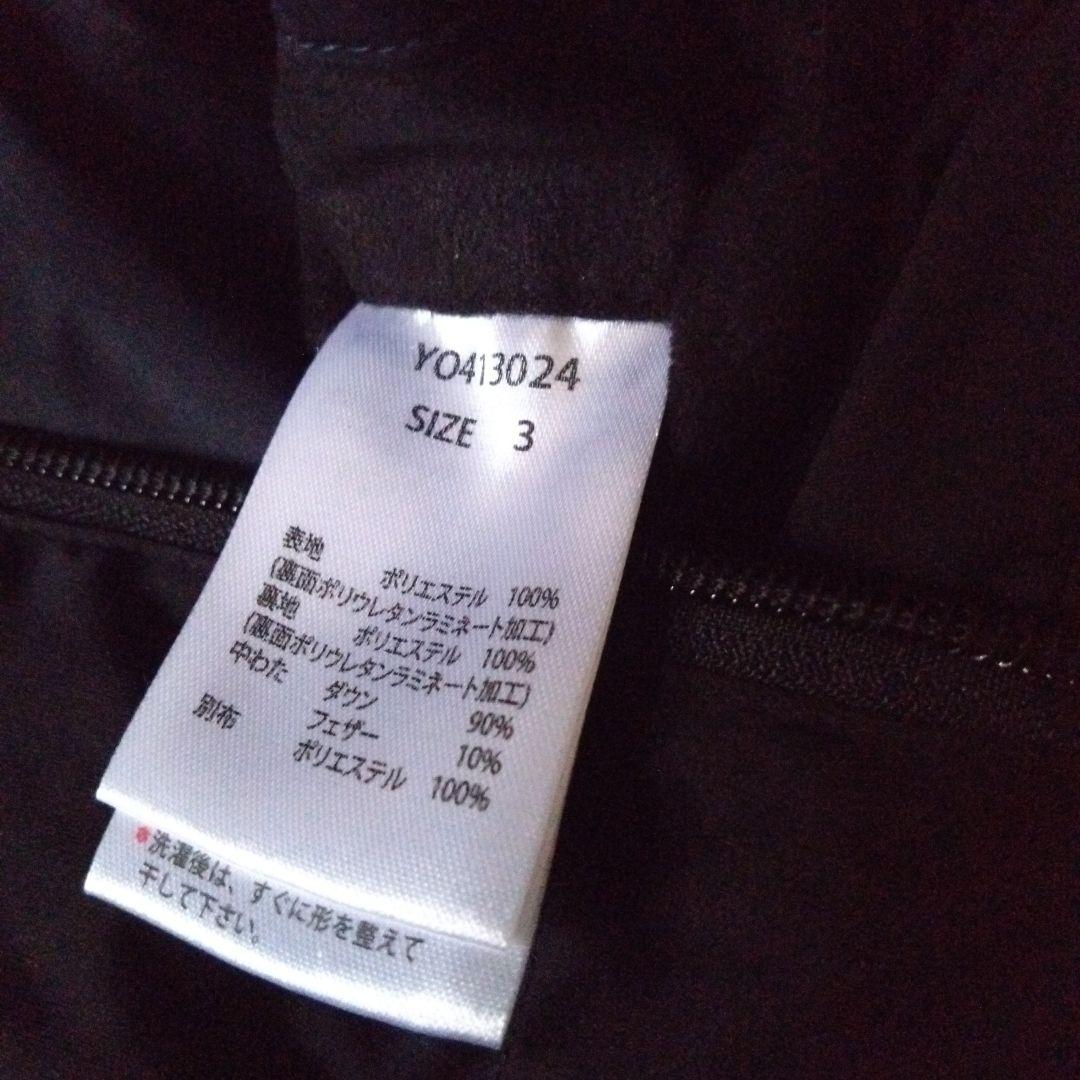 YO413024
SIZE 3
表地 ポリエステル 100%
(裏面ポリウレタンラミネート加工)
裏地 ポリエステル 100%
(裏面ポリウレタンラミネート加工)
中わた ダウン 90%
フェザー 10%
別布 ポリエステル 100%
*洗濯後は、すぐに形を整えて
干して下さい。